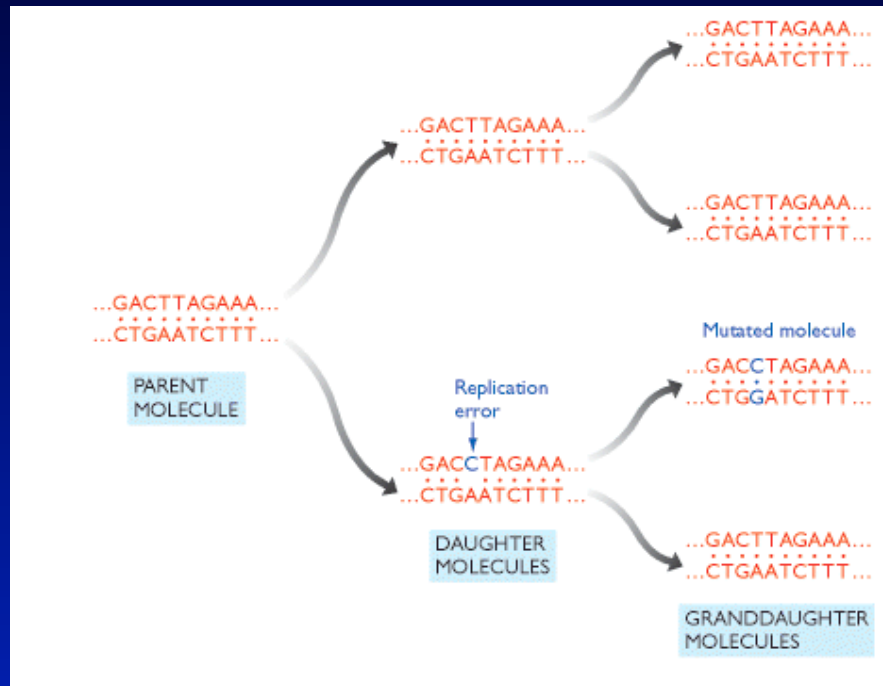 ...GACTTAGAAA...
...CTGAATCTTT...
...GACTTAGAAA...
...CTGAATCTTT...
...GACTTAGAAA...
...CTGAATCTTT...
...GACTTAGAAA...
...CTGAATCTTT...
PARENT
MOLECULE
Replication
error
...GACCTAGAAA...
...CTGAATCTTT...
DAUGHTER
MOLECULES
Mutated molecule
...GACCTAGAAA...
...CTGGATCTTT...
...GACTTAGAAA...
...CTGAATCTTT...
GRANDDAUGHTER
MOLECULES